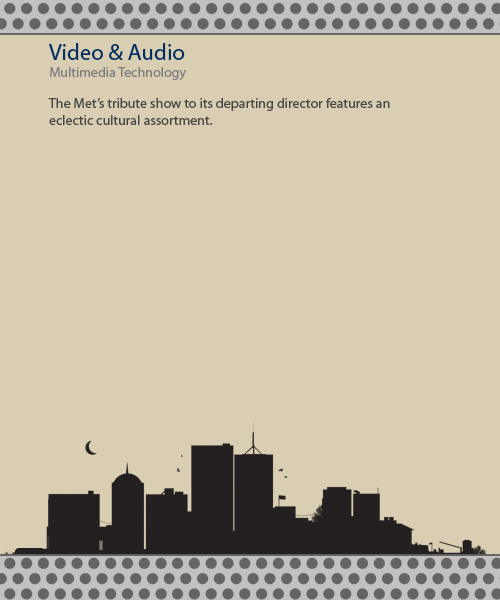 Video & Audio
Multimedia Technology
The Met’s tribute show to its departing director features an
eclectic cultural assortment.